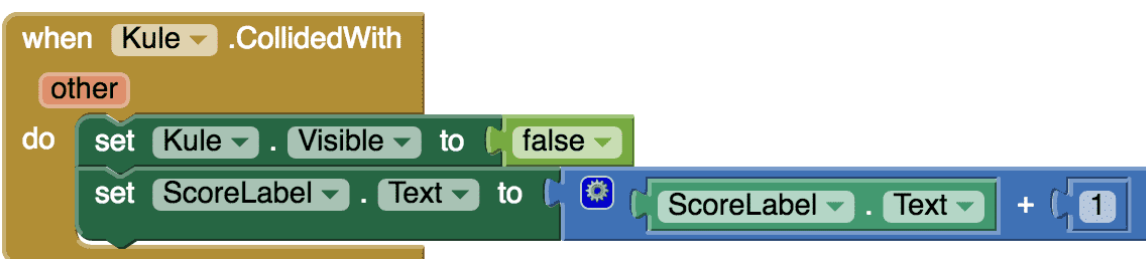 when Kule .CollidedWith
other
do set Kule . Visible to false
set ScoreLabel . Text to ScoreLabel . Text + 1